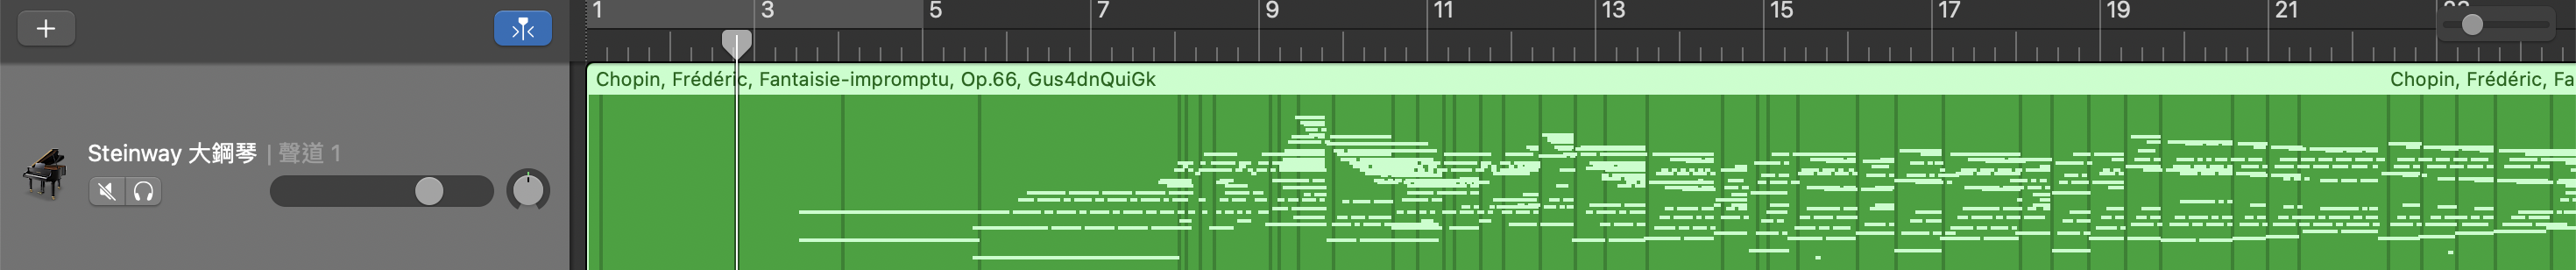 1 3 5 7 9 11 13 15 17 19 21
Chopin, Frédéric, Fantaisie-impromptu, Op.66, Gus4dnQuiGk
Chopin, Frédéric, Fa
Steinway 大鋼琴 | 聲道 1